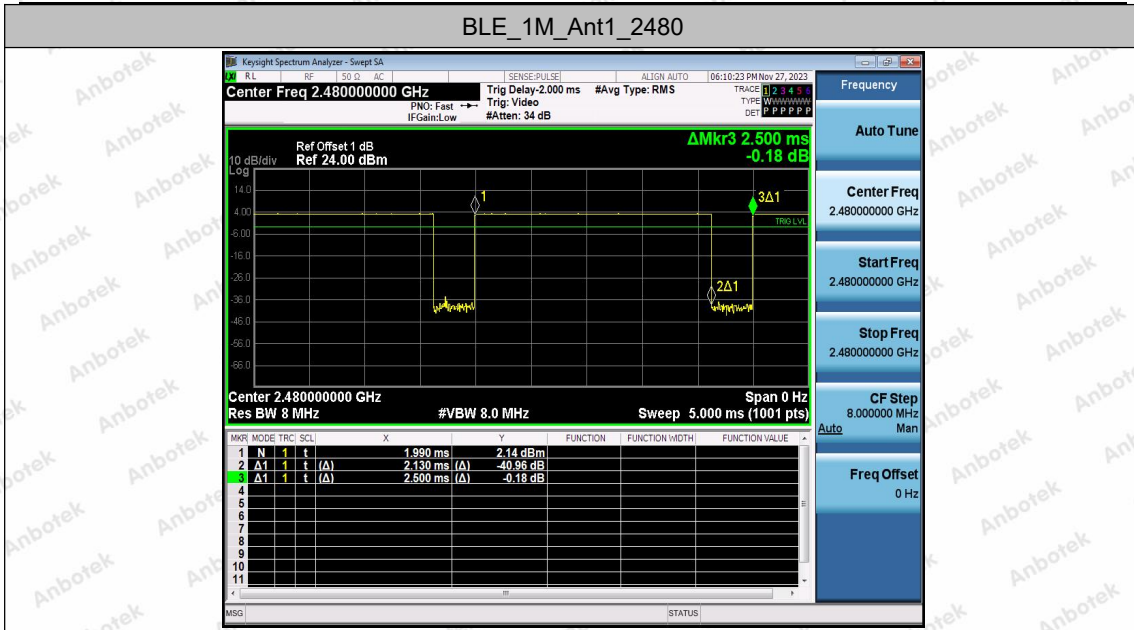 BLE_1M_Ant1_2480
Keysight Spectrum Analyzer - Swept SA
LXI RL RF 50 Ω AC SENSE:PULSE ALIGN AUTO 06:10:23 PM Nov 27, 2023
Center Freq 2.480000000 GHz
PNO: Fast
IFGain:Low
Trig Delay-2.000 ms
Trig: Video
#Atten: 34 dB
#Avg Type: RMS
TRACE 1 2 3 4 5 6
TYPE WWWWWW
DET P P P P P P
ΔMkr3 2.500 ms
-0.18 dB
Ref Offset 1 dB
10 dB/div Ref 24.00 dBm
Log
14.0
4.00
-6.00
-16.0
-26.0
-36.0
-46.0
-56.0
-66.0
1
3Δ1
TRIG LVL
2Δ1
Center 2.480000000 GHz Span 0 Hz
Res BW 8 MHz #VBW 8.0 MHz Sweep 5.000 ms (1001 pts)
MKR MODE TRC SCL X Y FUNCTION FUNCTION WIDTH FUNCTION VALUE
1 N 1 t 1.990 ms 2.14 dBm
2 Δ1 1 t (Δ) 2.130 ms (Δ) -40.96 dB
3 Δ1 1 t (Δ) 2.500 ms (Δ) -0.18 dB
4
5
6
7
8
9
10
11
MSG STATUS
Frequency
Auto Tune
Center Freq
2.480000000 GHz
Start Freq
2.480000000 GHz
Stop Freq
2.480000000 GHz
CF Step
8.000000 MHz
Auto Man
Freq Offset
0 Hz
Anbotek